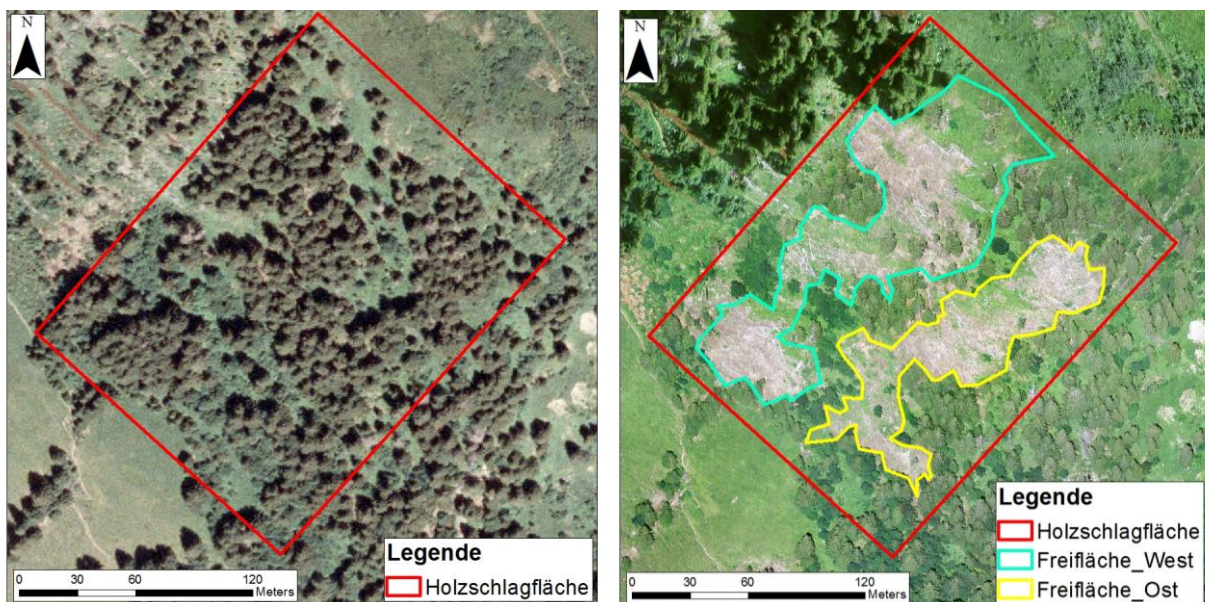 N
Legende
Holzschlagfläche
0 30 60 120
Meters
N
Legende
Holzschlagfläche
Freifläche_West
Freifläche_Ost
0 30 60 120
Meters